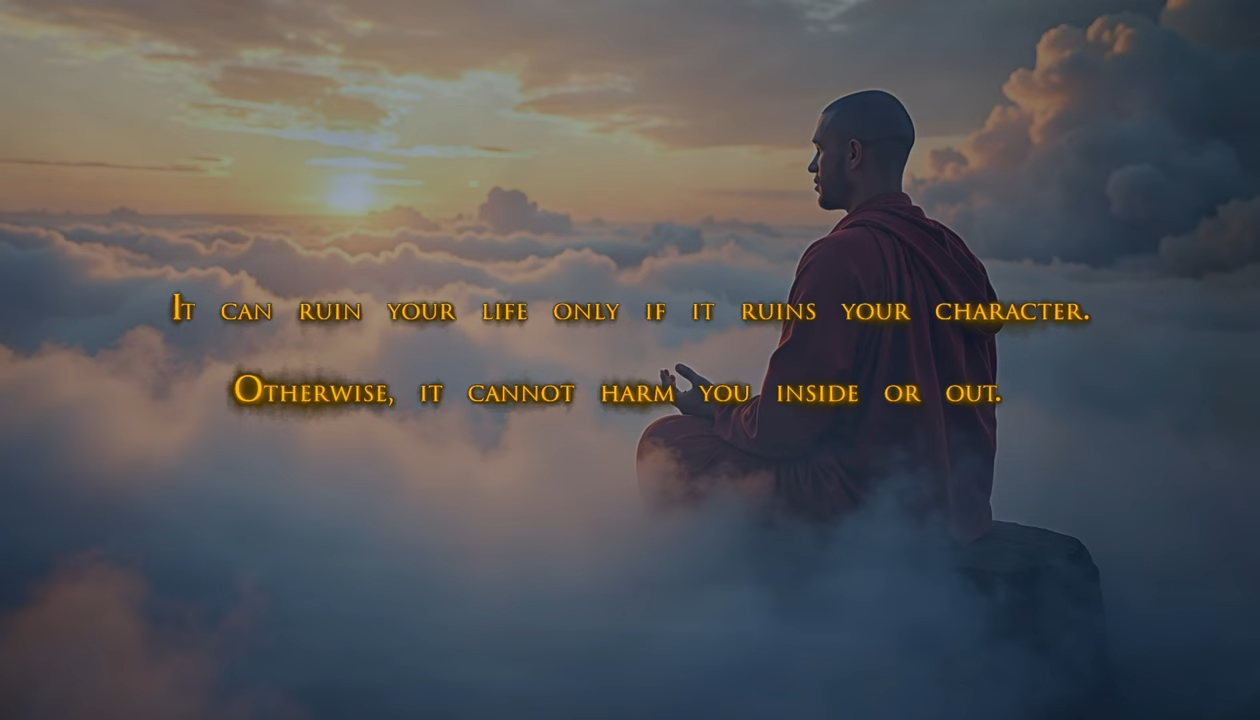 It can ruin your life only if it ruins your character.
Otherwise, it cannot harm you inside or out.